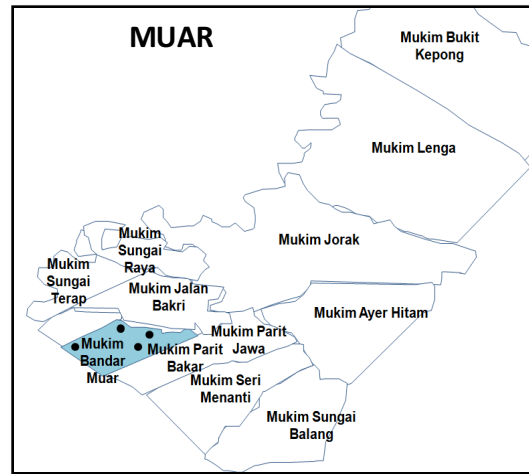 MUAR
Mukim Bukit
Kepong
Mukim Lenga
Mukim Jorak
Mukim
Sungai
Raya
Mukim
Sungai
Terap
Mukim Jalan
Bakri
Mukim Ayer Hitam
Mukim Parit
Jawa
Mukim
Bandar
Muar
Mukim Parit
Bakar
Mukim Seri
Menanti
Mukim Sungai
Balang